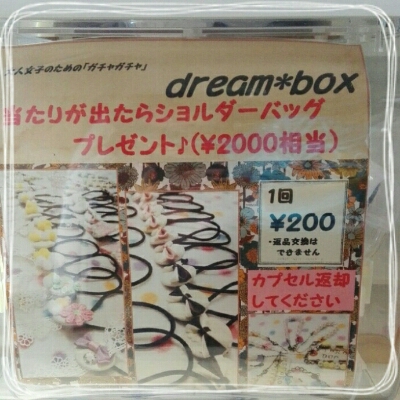 大人女子のための「ガチャガチャ」
dream*box
当たりが出たらショルダーバッグ
プレゼント♪(¥2000相当)
1回
¥200
・返品交換は
できません
カプセル返却
してください